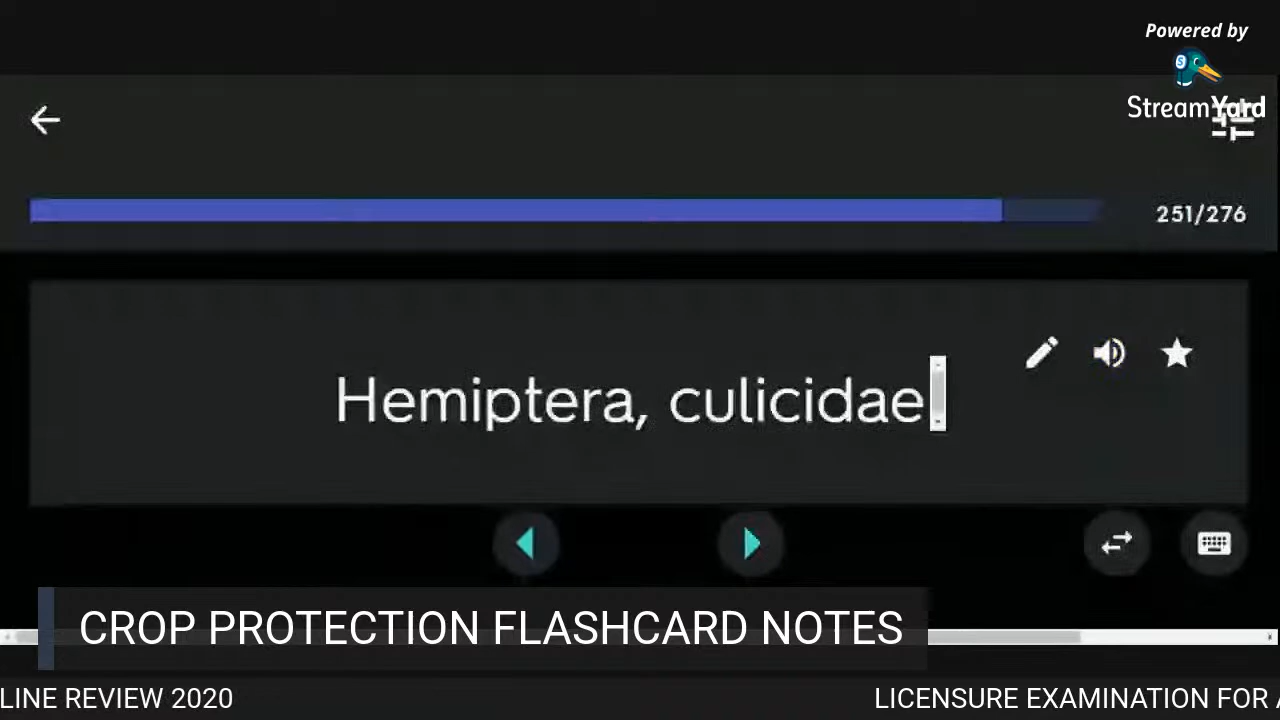 Powered by
StreamYard
251/276
Hemiptera, culicidae
CROP PROTECTION FLASHCARD NOTES
LINE REVIEW 2020
LICENSURE EXAMINATION FOR